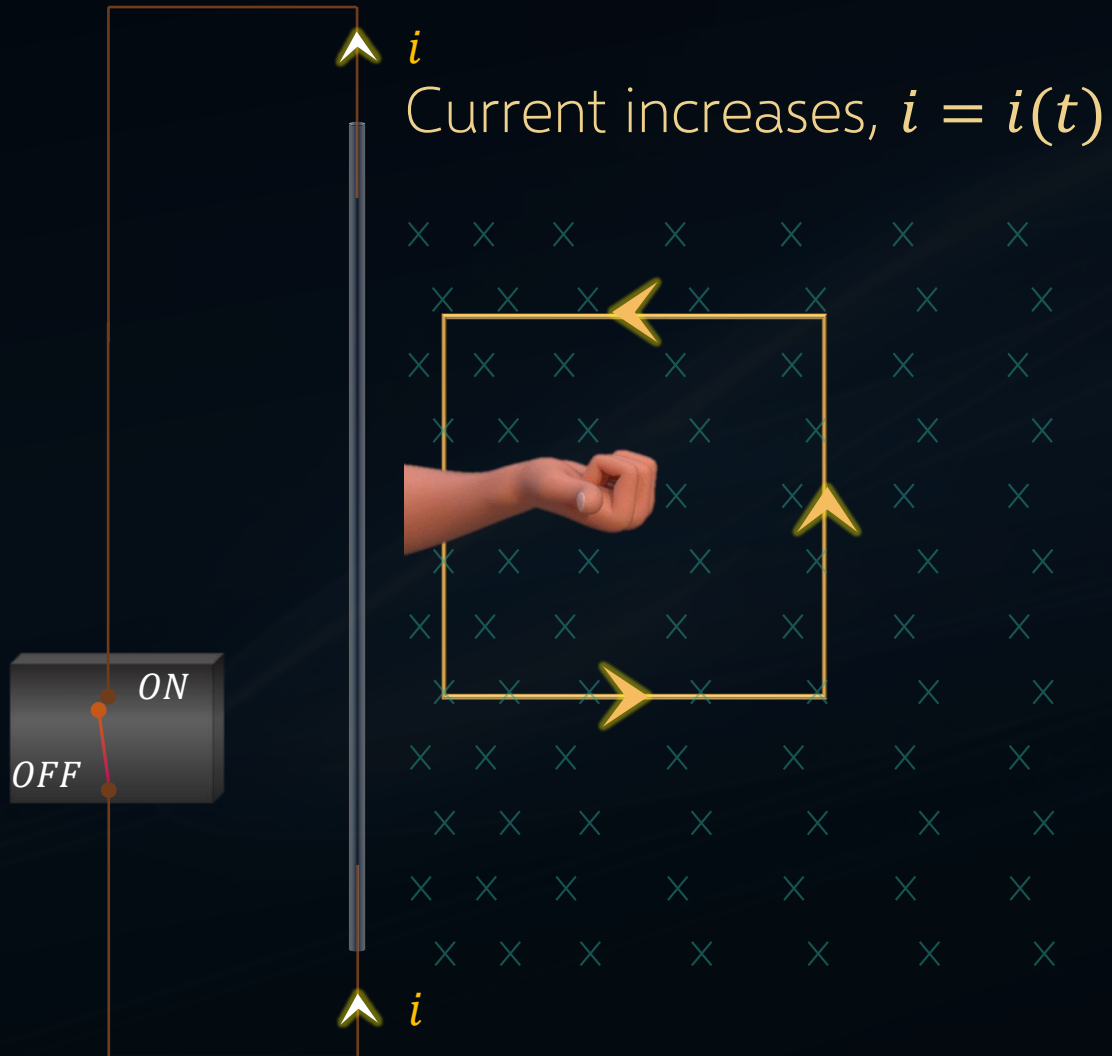 i
Current increases, i = i(t)
ON
OFF
i